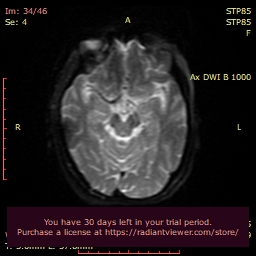 Im: 34/46
Se: 4
A
STP85
STP85
F
Ax DWI B 1000
R
L
You have 30 days left in your trial period.
Purchase a license at https://radiantviewer.com/store/